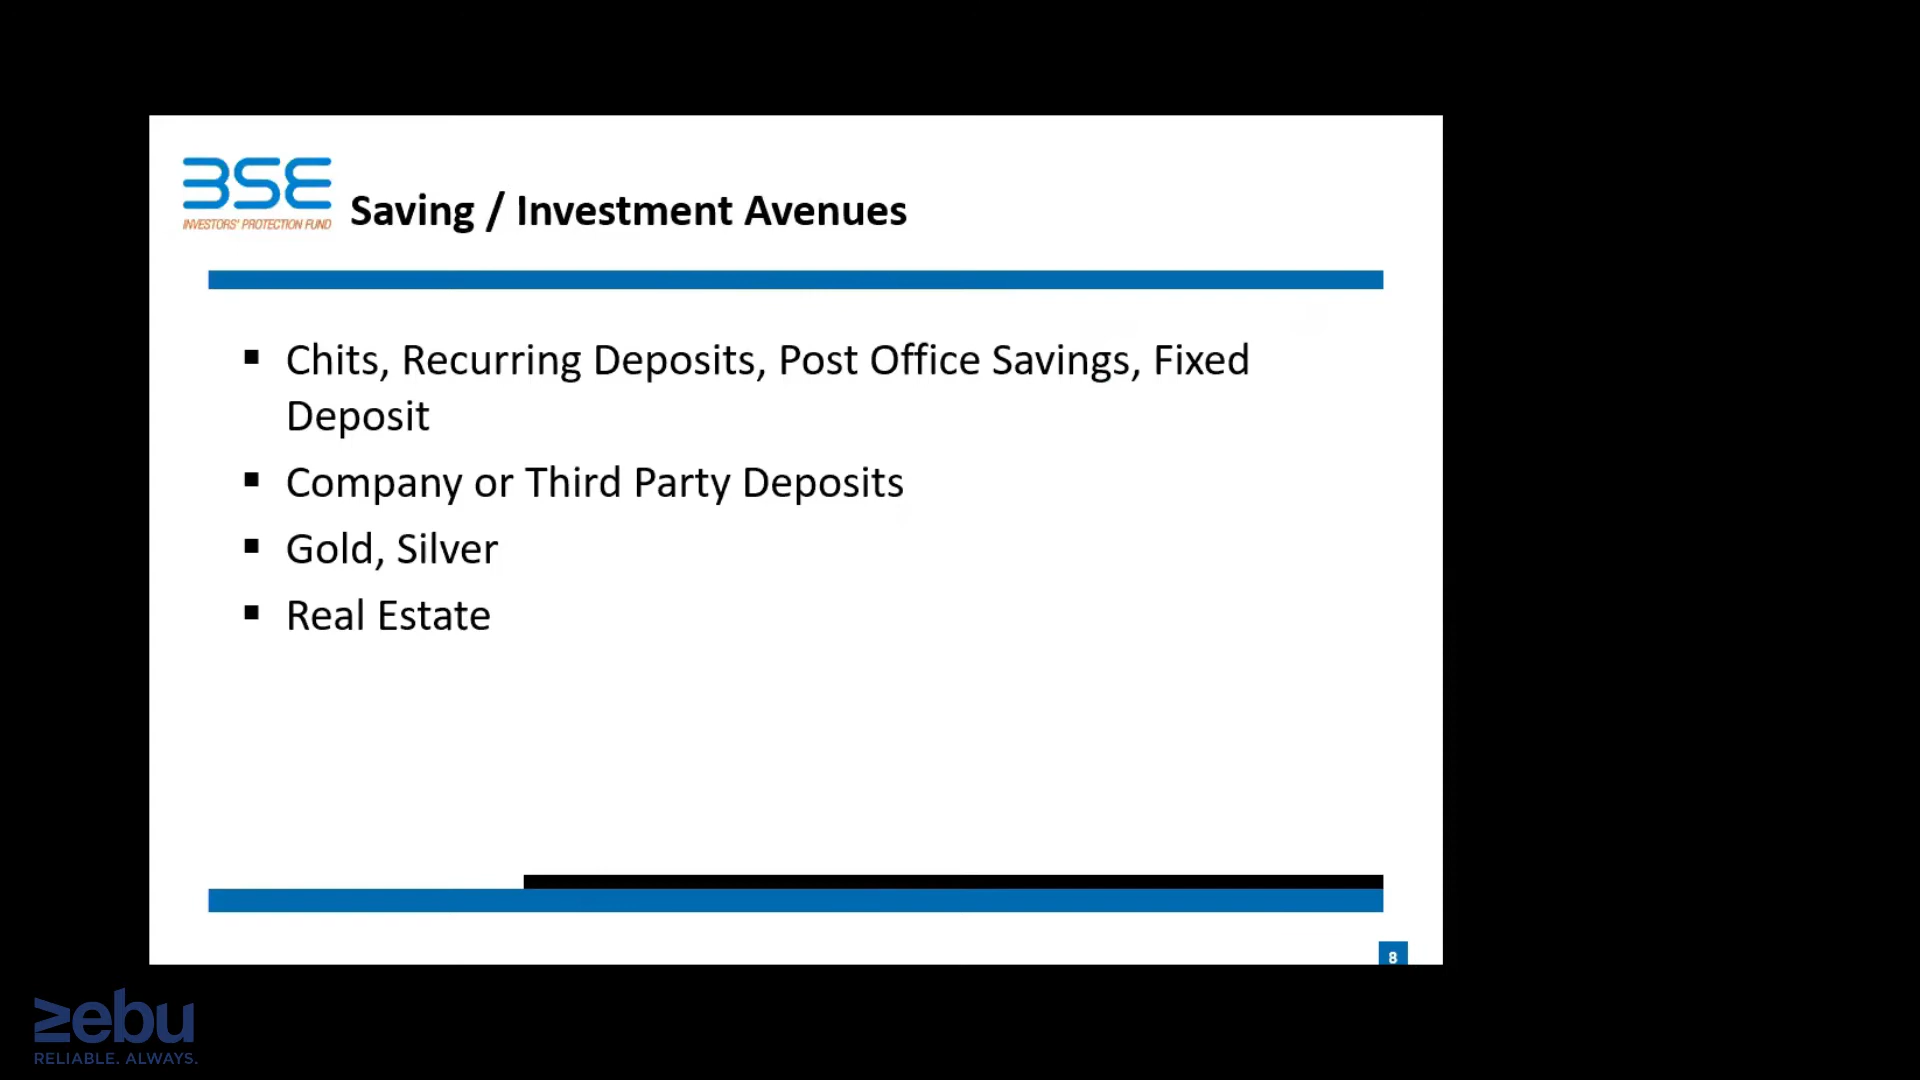 BSE
INVESTORS' PROTECTION FUND
Saving / Investment Avenues
▪ Chits, Recurring Deposits, Post Office Savings, Fixed
Deposit
▪ Company or Third Party Deposits
▪ Gold, Silver
▪ Real Estate
8
zebu
RELIABLE. ALWAYS.